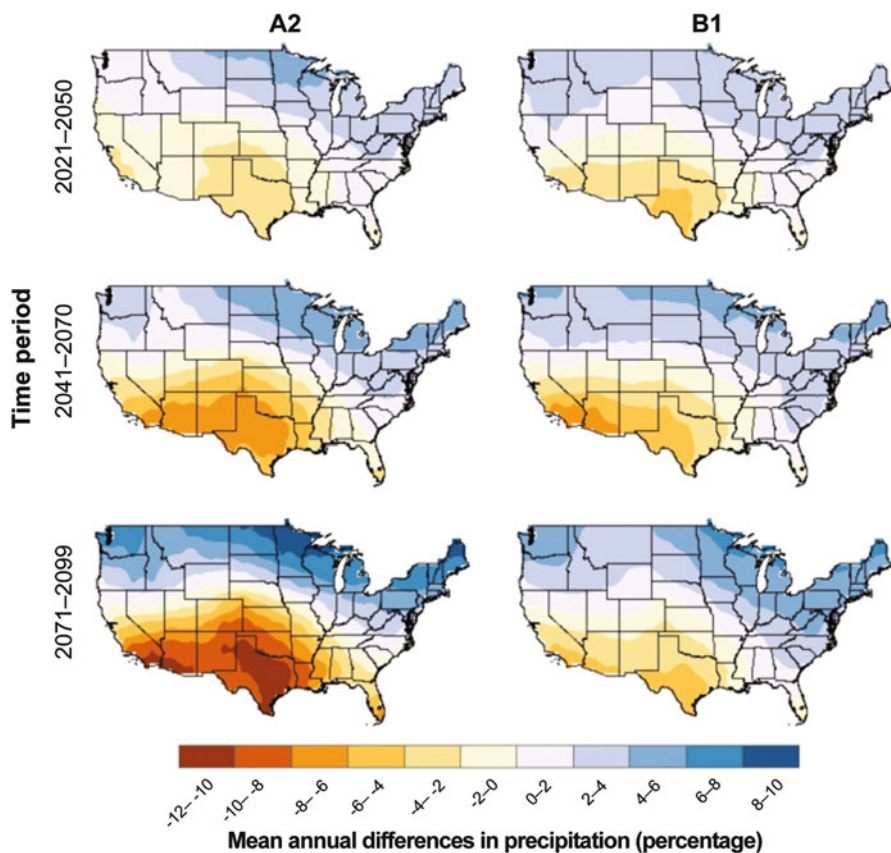 A2 B1
2021–2050
2041–2070
2071–2099
Time period
-12– -10 -10– -8 -8– -6 -6– -4 -4– -2 -2–0 0–2 2–4 4–6 6–8 8–10
Mean annual differences in precipitation (percentage)